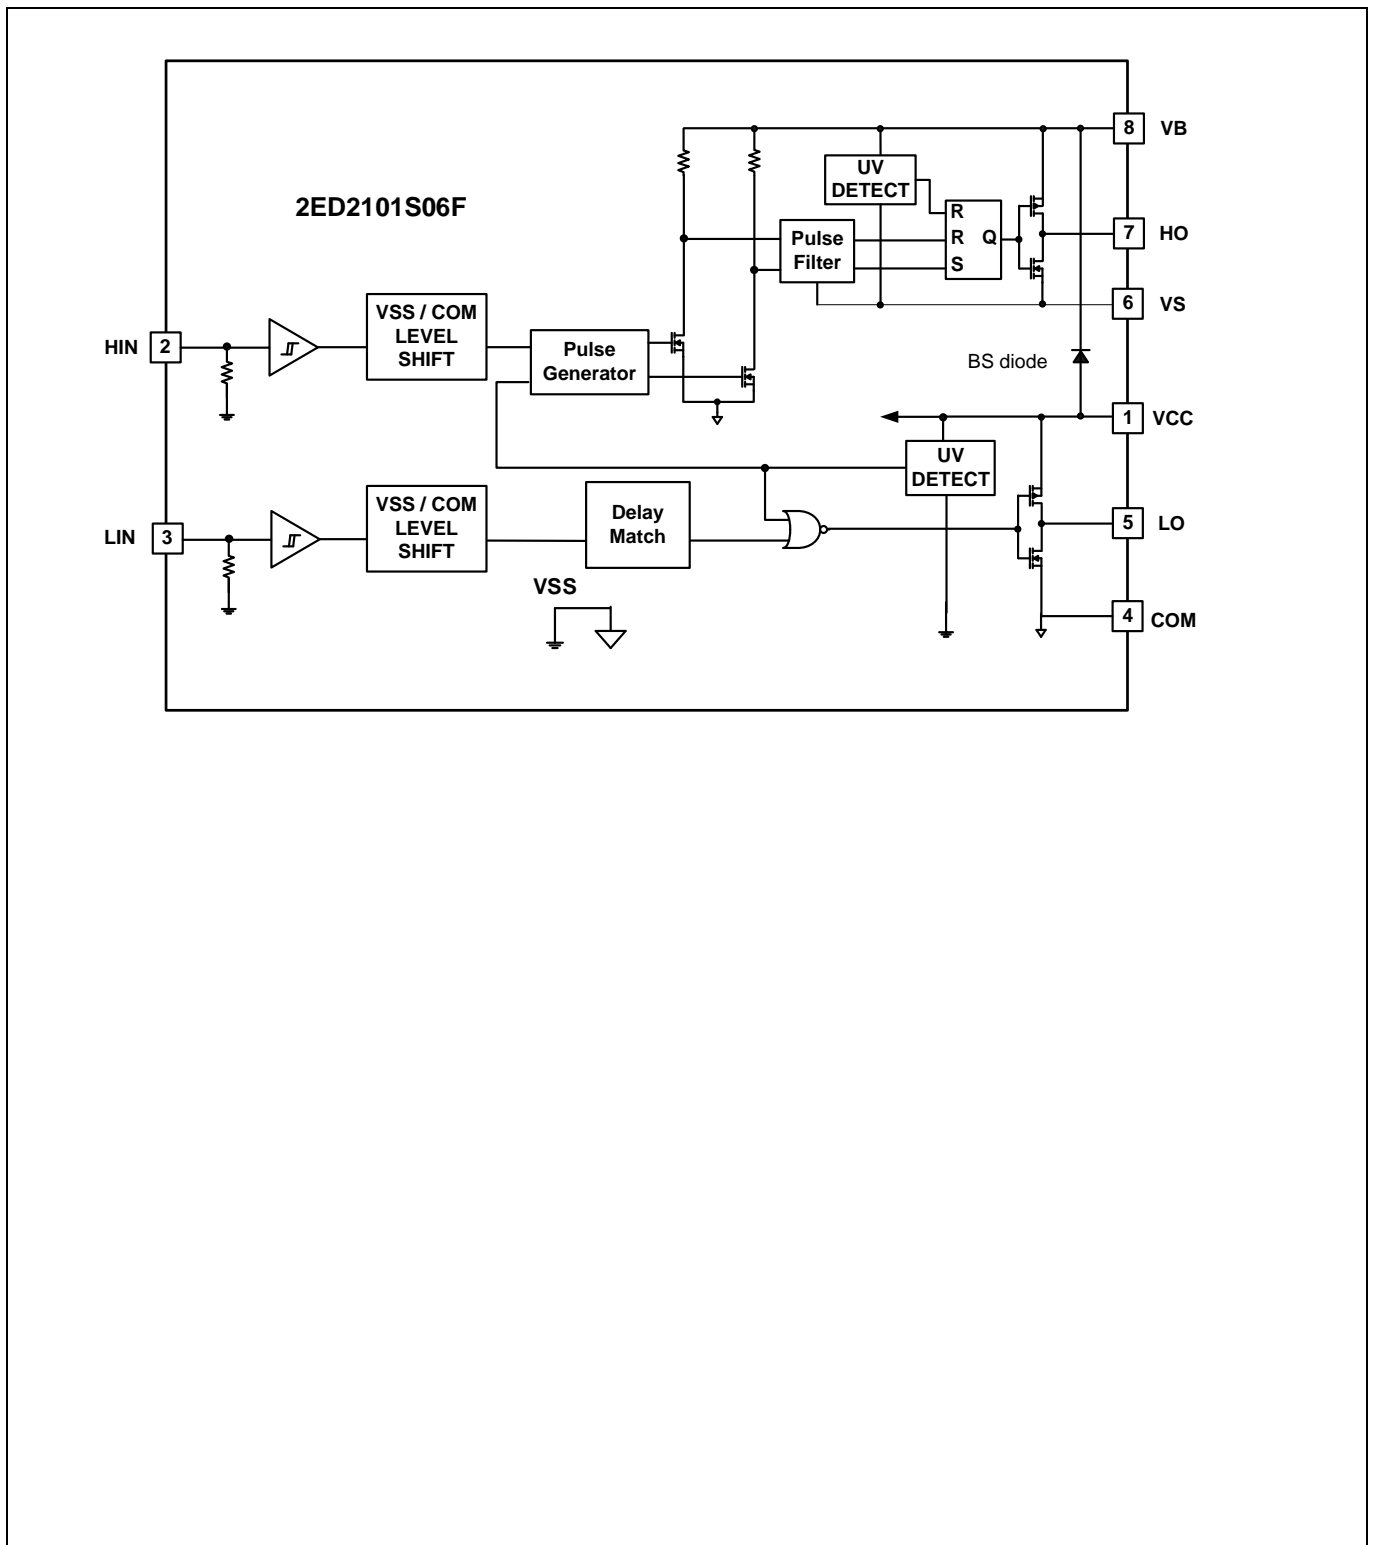 8 VB
UV
DETECT
2ED2101S06F
R
R Q
S
7 HO
Pulse
Filter
6 VS
VSS / COM
LEVEL
SHIFT
HIN 2
Pulse
Generator
BS diode
1 VCC
UV
DETECT
VSS / COM
LEVEL
SHIFT
Delay
Match
LIN 3
5 LO
VSS
4 COM